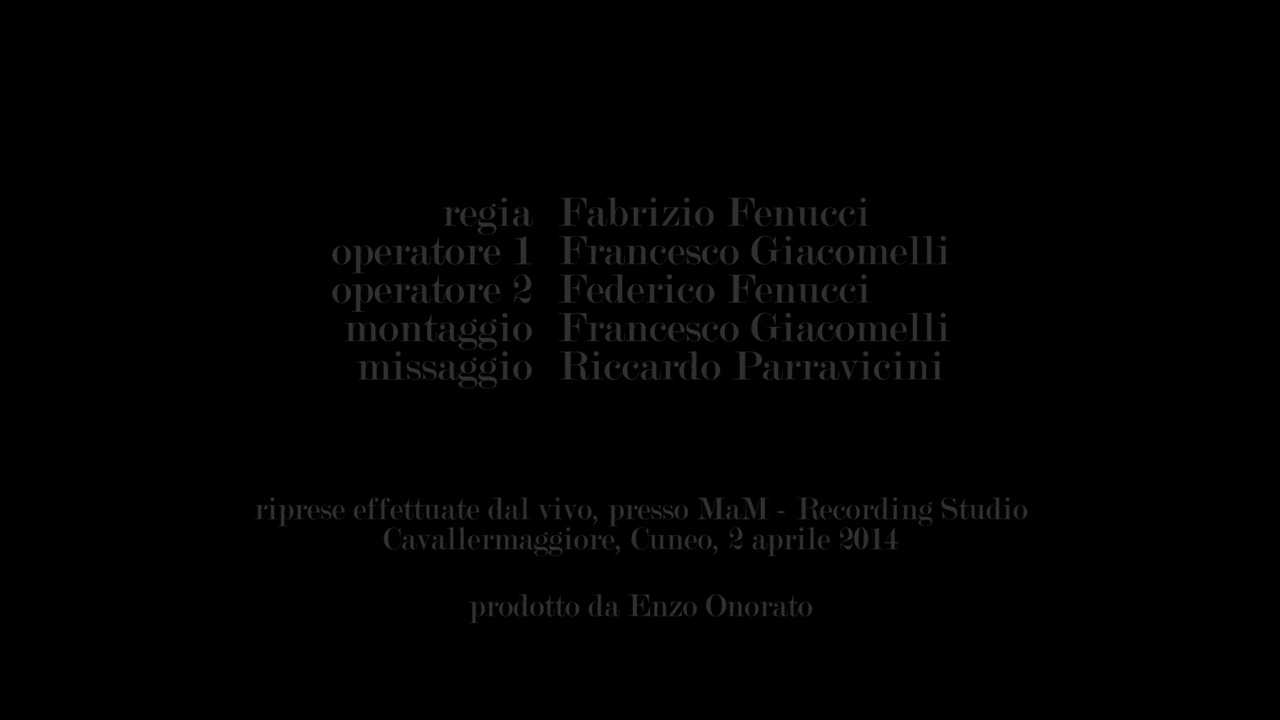 regia Fabrizio Fenucci
operatore 1 Francesco Giacomelli
operatore 2 Federico Fenucci
montaggio Francesco Giacomelli
missaggio Riccardo Parravicini
riprese effettuate dal vivo, presso MaM - Recording Studio
Cavallermaggiore, Cuneo, 2 aprile 2014
prodotto da Enzo Onorato